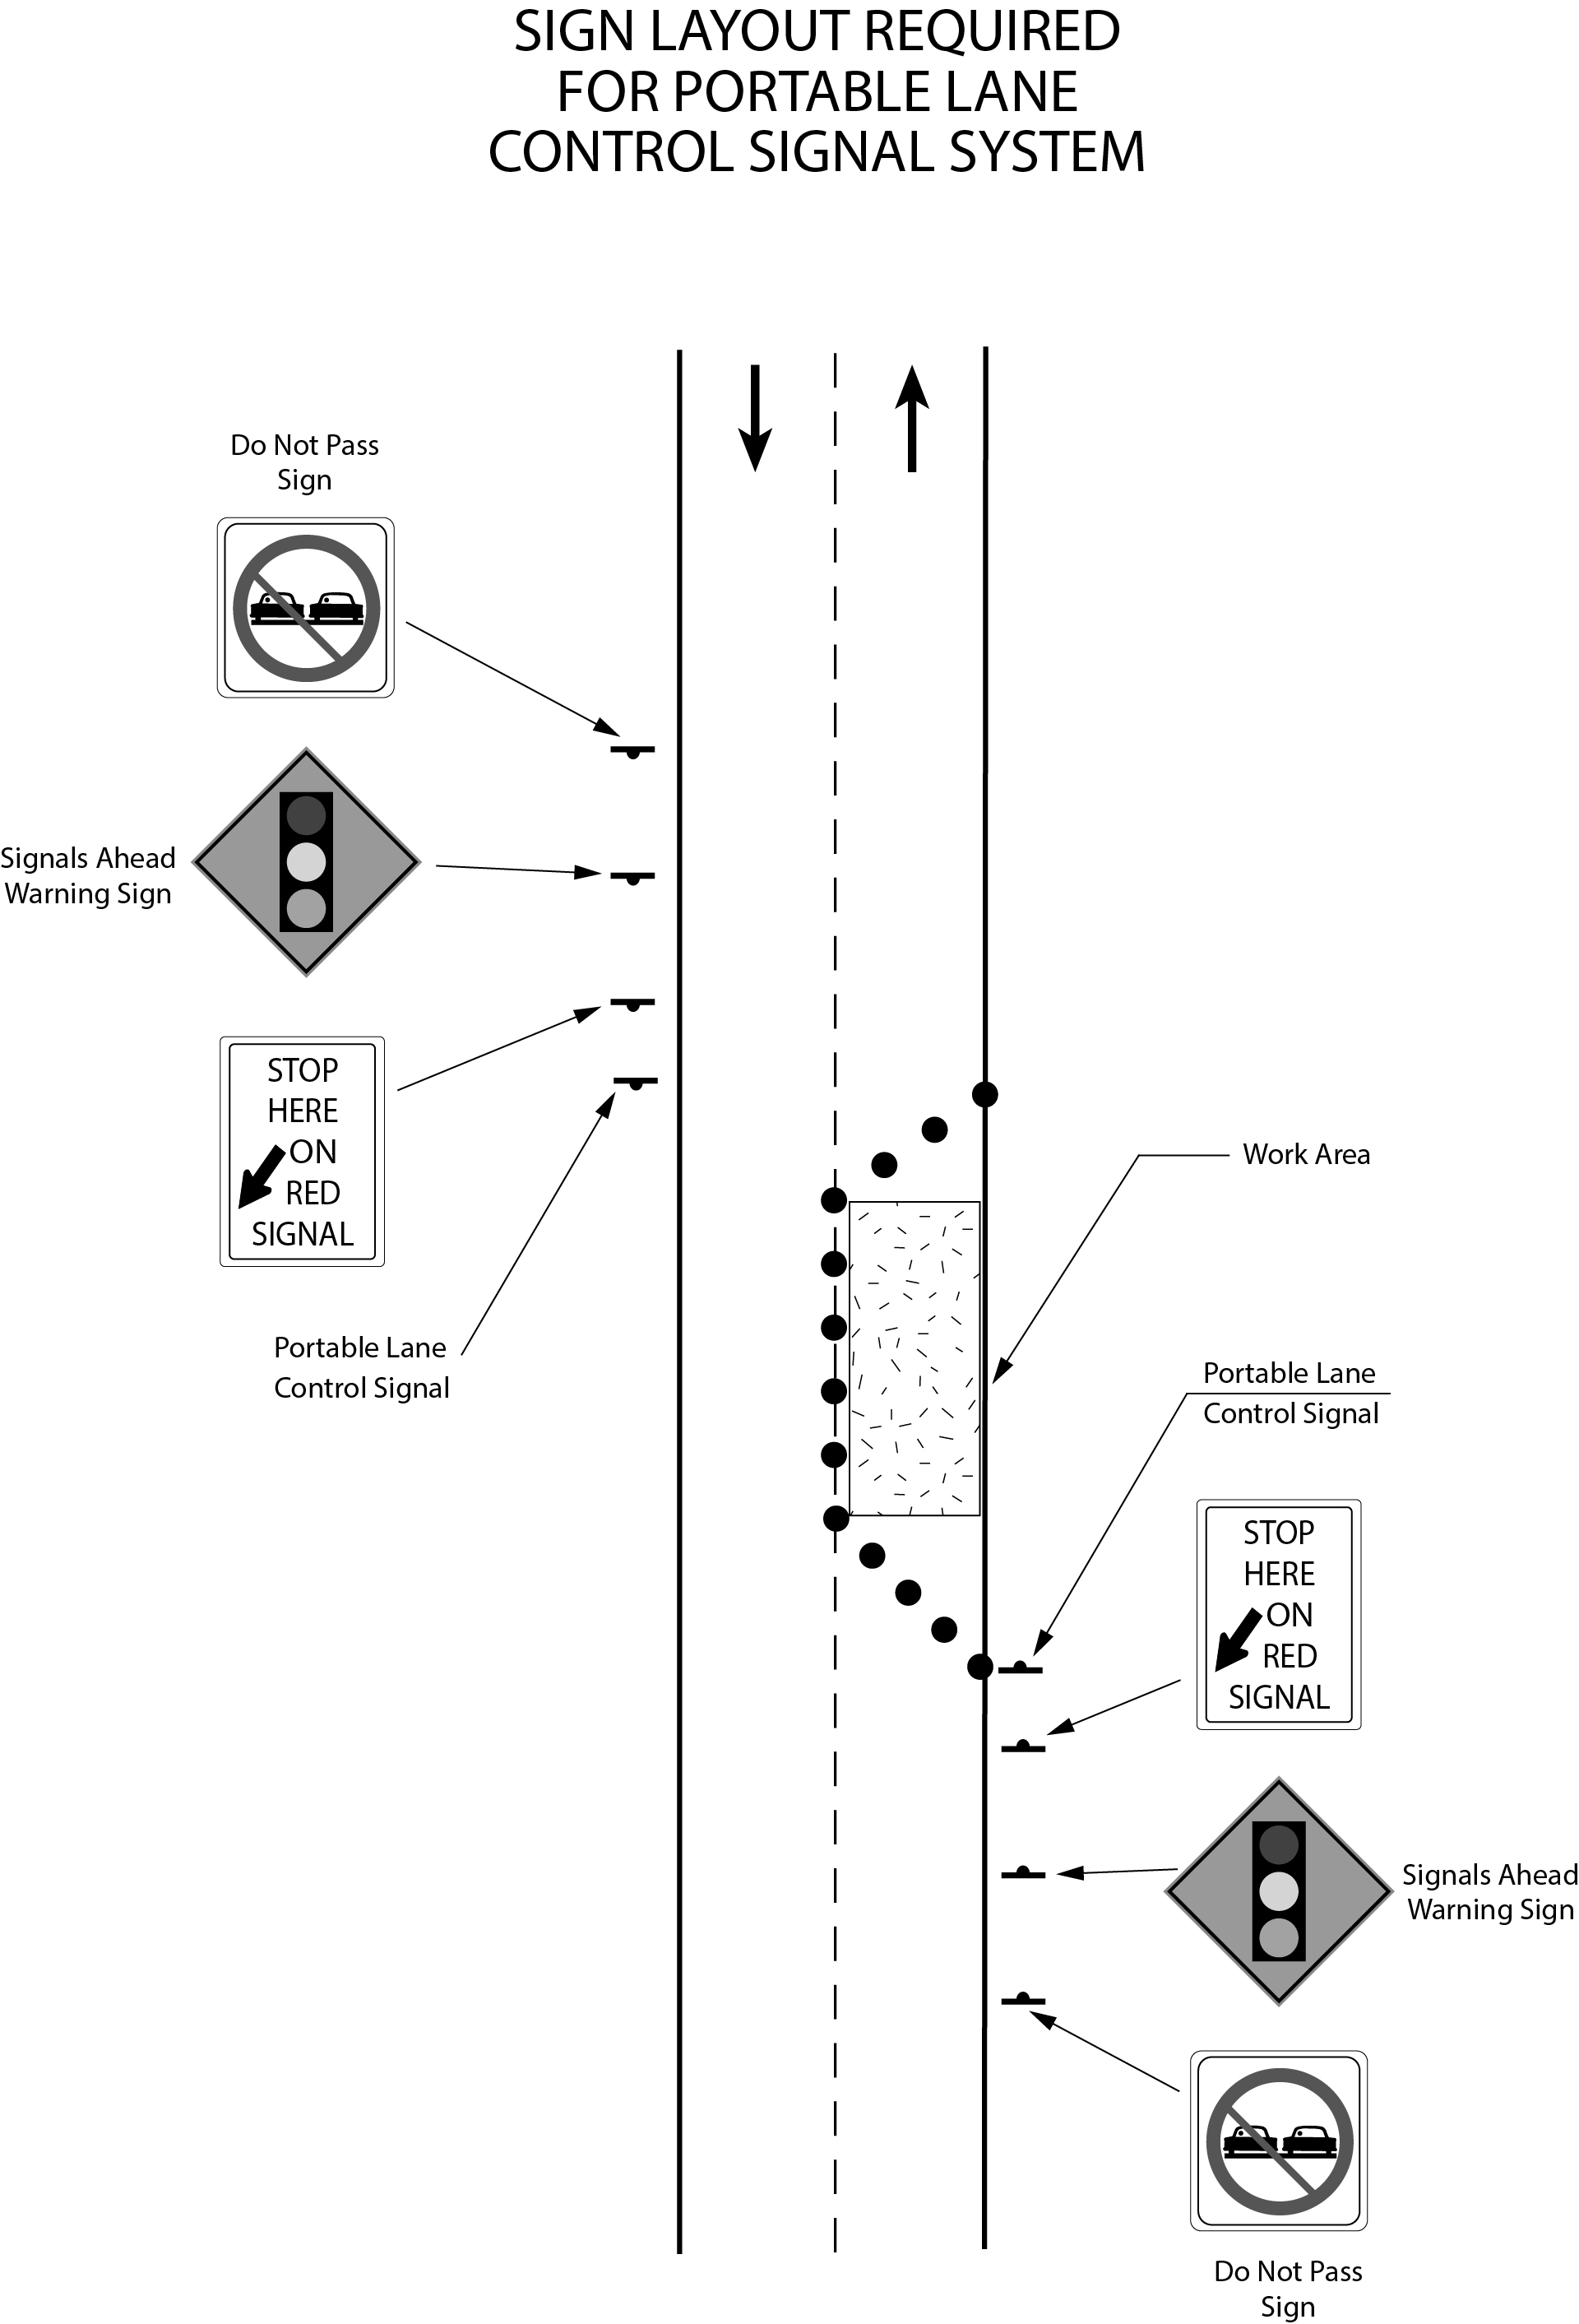 SIGN LAYOUT REQUIRED
FOR PORTABLE LANE
CONTROL SIGNAL SYSTEM
Do Not Pass
Sign
Signals Ahead
Warning Sign
STOP
HERE
ON
RED
SIGNAL
Work Area
Portable Lane
Control Signal
Portable Lane
Control Signal
STOP
HERE
ON
RED
SIGNAL
Signals Ahead
Warning Sign
Do Not Pass
Sign